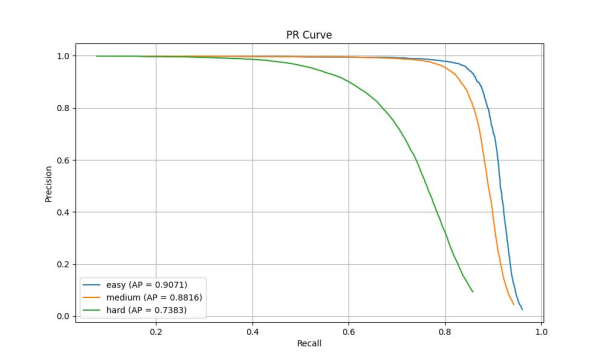 PR Curve
1.0
0.8
0.6
0.4
0.2
0.0
Precision
easy (AP = 0.9071)
medium (AP = 0.8816)
hard (AP = 0.7383)
0.2 0.4 0.6 0.8 1.0
Recall